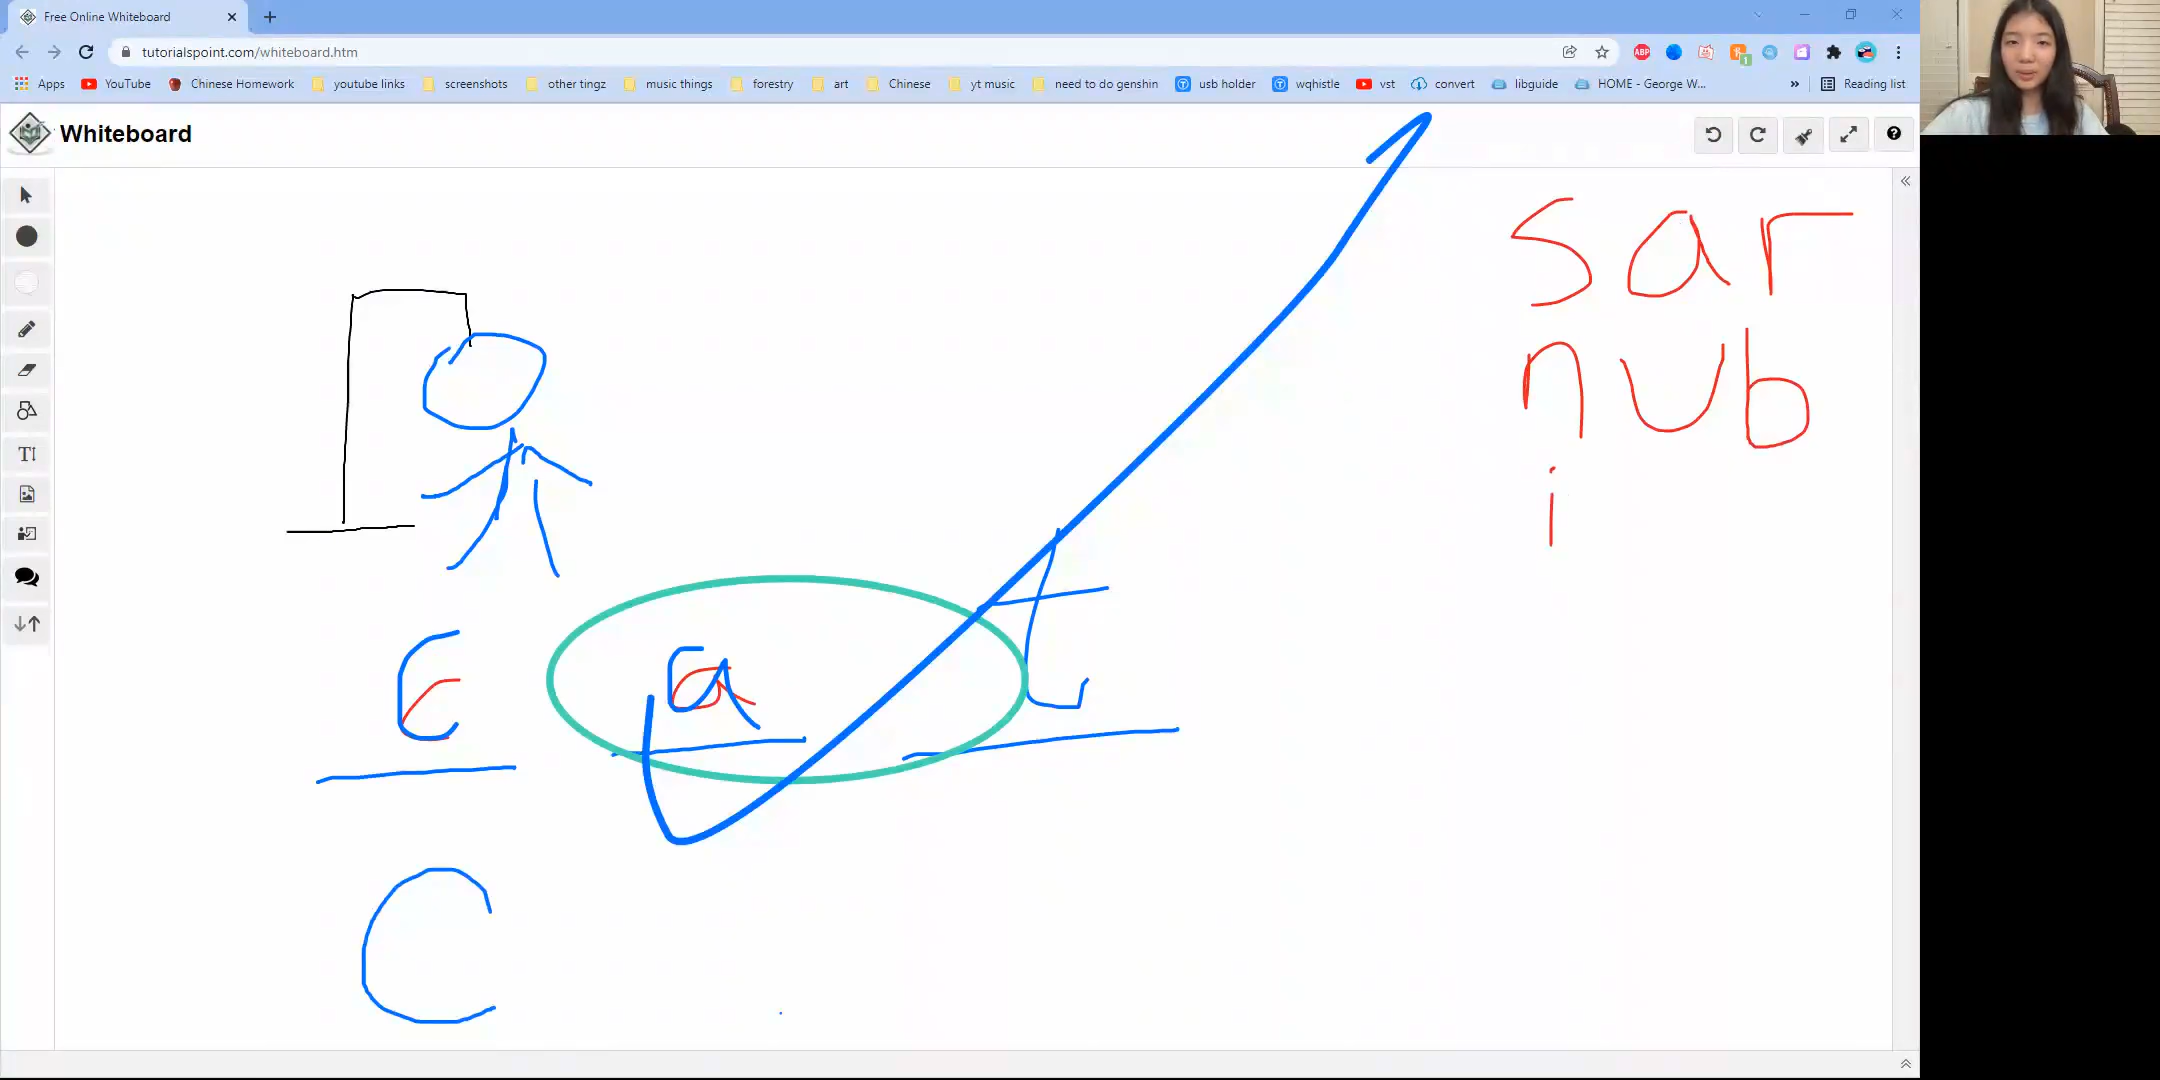 Free Online Whiteboard
tutorialspoint.com/whiteboard.htm
ABP
1
Apps YouTube Chinese Homework youtube links screenshots other tingz music things forestry art Chinese yt music need to do genshin usb holder wqhistle vst convert libguide HOME - George W... » Reading list
Whiteboard
s a r
n u b
i
e a t
C